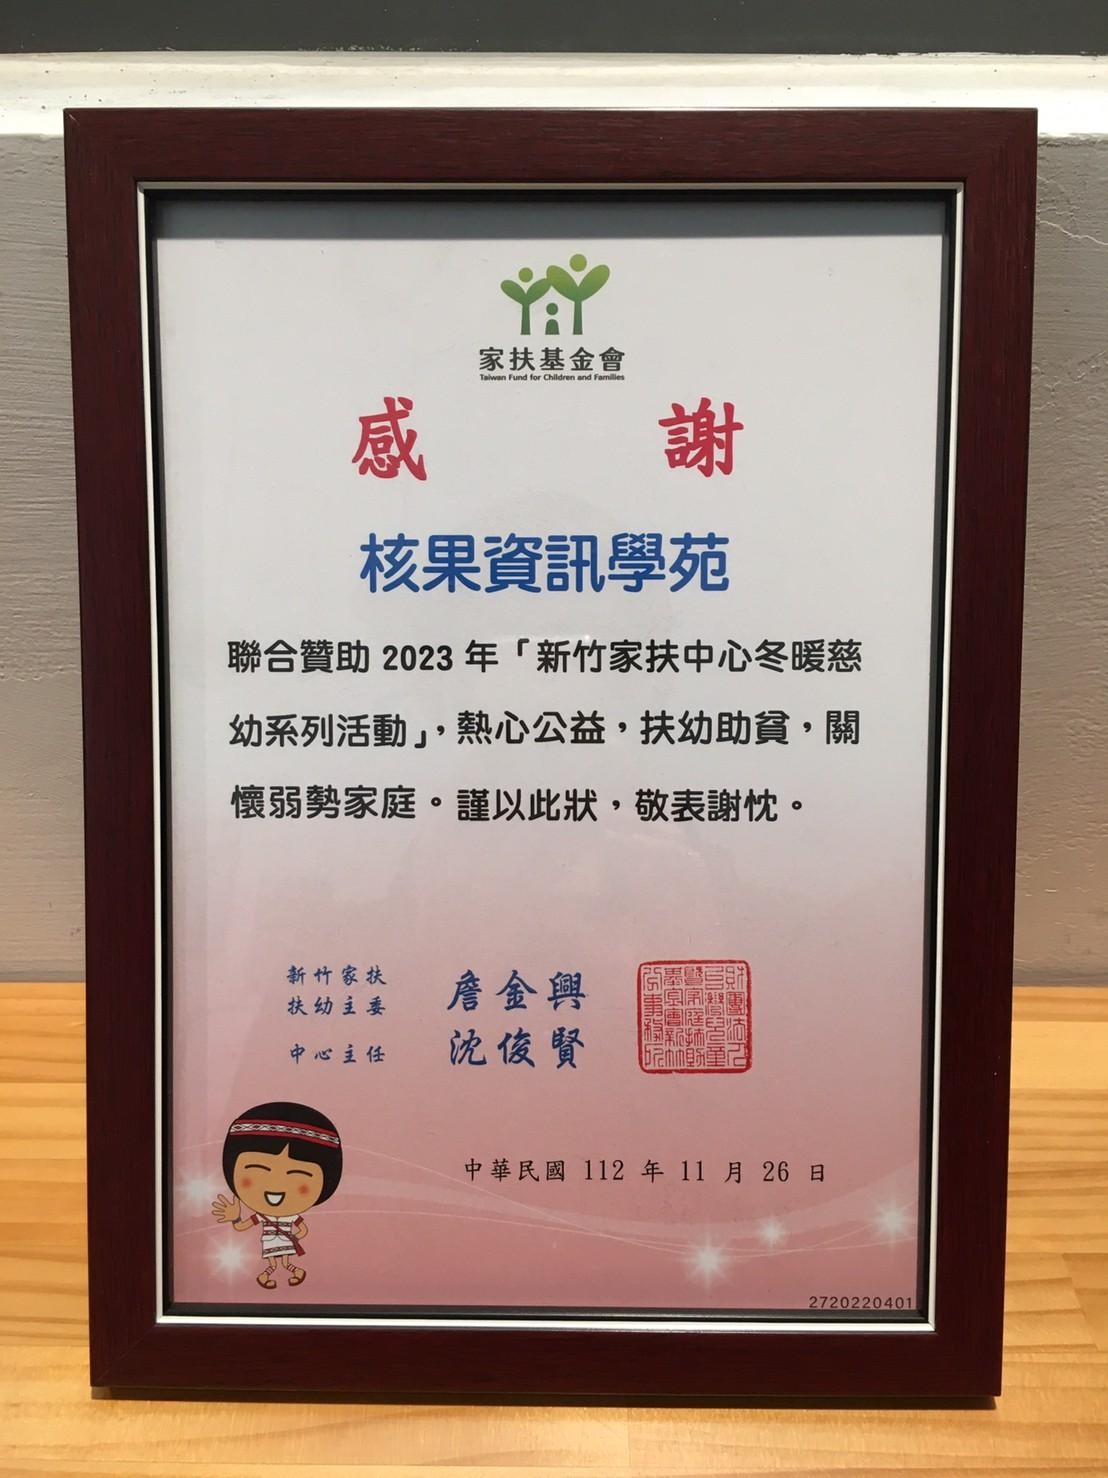 家扶基金會
Taiwan Fund for Children and Families
感 謝
核果資訊學苑
聯合贊助 2023 年「新竹家扶中心冬暖慈
幼系列活動」，熱心公益，扶幼助貧，關
懷弱勢家庭。謹以此狀，敬表謝忱。
新竹家扶
扶幼主委 詹金興
中心主任 沈俊賢
中華民國 112 年 11 月 26 日
2720220401